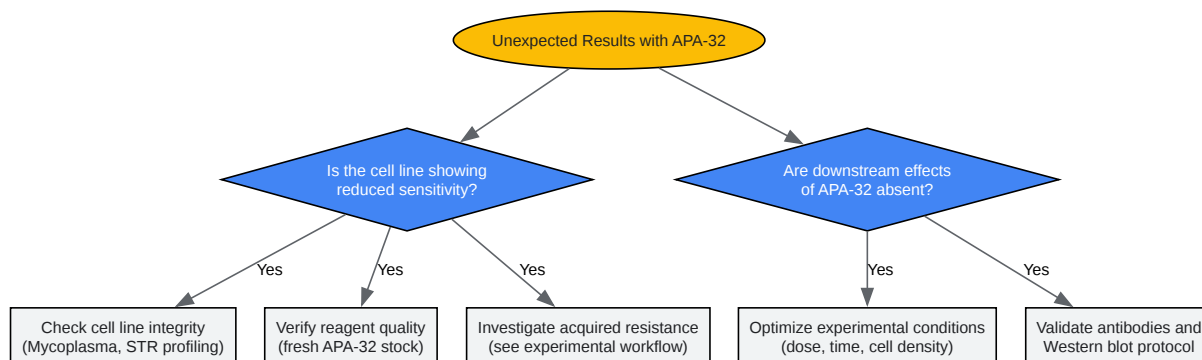 Unexpected Results with APA-32
Is the cell line showing
reduced sensitivity?
Are downstream effects
of APA-32 absent?
Yes
Yes
Yes
Yes
Yes
Check cell line integrity
(Mycoplasma, STR profiling)
Verify reagent quality
(fresh APA-32 stock)
Investigate acquired resistance
(see experimental workflow)
Optimize experimental conditions
(dose, time, cell density)
Validate antibodies and
Western blot protocol